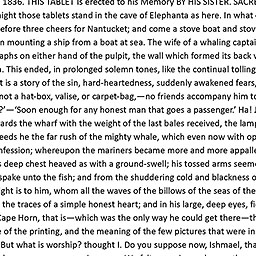 1836. THIS TABLET Is erected to his Memory BY HIS SISTER. SACRE
night those tablets stand in the cave of Elephanta as here. In what
efore three cheers for Nantucket; and come a stove boat and stov
n mounting a ship from a boat at sea. The wife of a whaling captai
aphs on either hand of the pulpit, the wall which formed its back v
a. This ended, in prolonged solemn tones, like the continual tolling
t is a story of the sin, hard-heartedness, suddenly awakened fears,
not a hat-box, valise, or carpet-bag,—no friends accompany him to
?’—‘Soon enough for any honest man that goes a passenger.’ Ha! J
ards the wharf with the weight of the last bales received, the lamp
eeds he the far rush of the mighty whale, which even now with op
nfession; whereupon the mariners became more and more appalle
s deep chest heaved as with a ground-swell; his tossed arms seeme
spake unto the fish; and from the shuddering cold and blackness o
ght is to him, whom all the waves of the billows of the seas of the
the traces of a simple honest heart; and in his large, deep eyes, fi
Cape Horn, that is—which was the only way he could get there—th
e of the printing, and the meaning of the few pictures that were in
But what is worship? thought I. Do you suppose now, Ishmael, tha